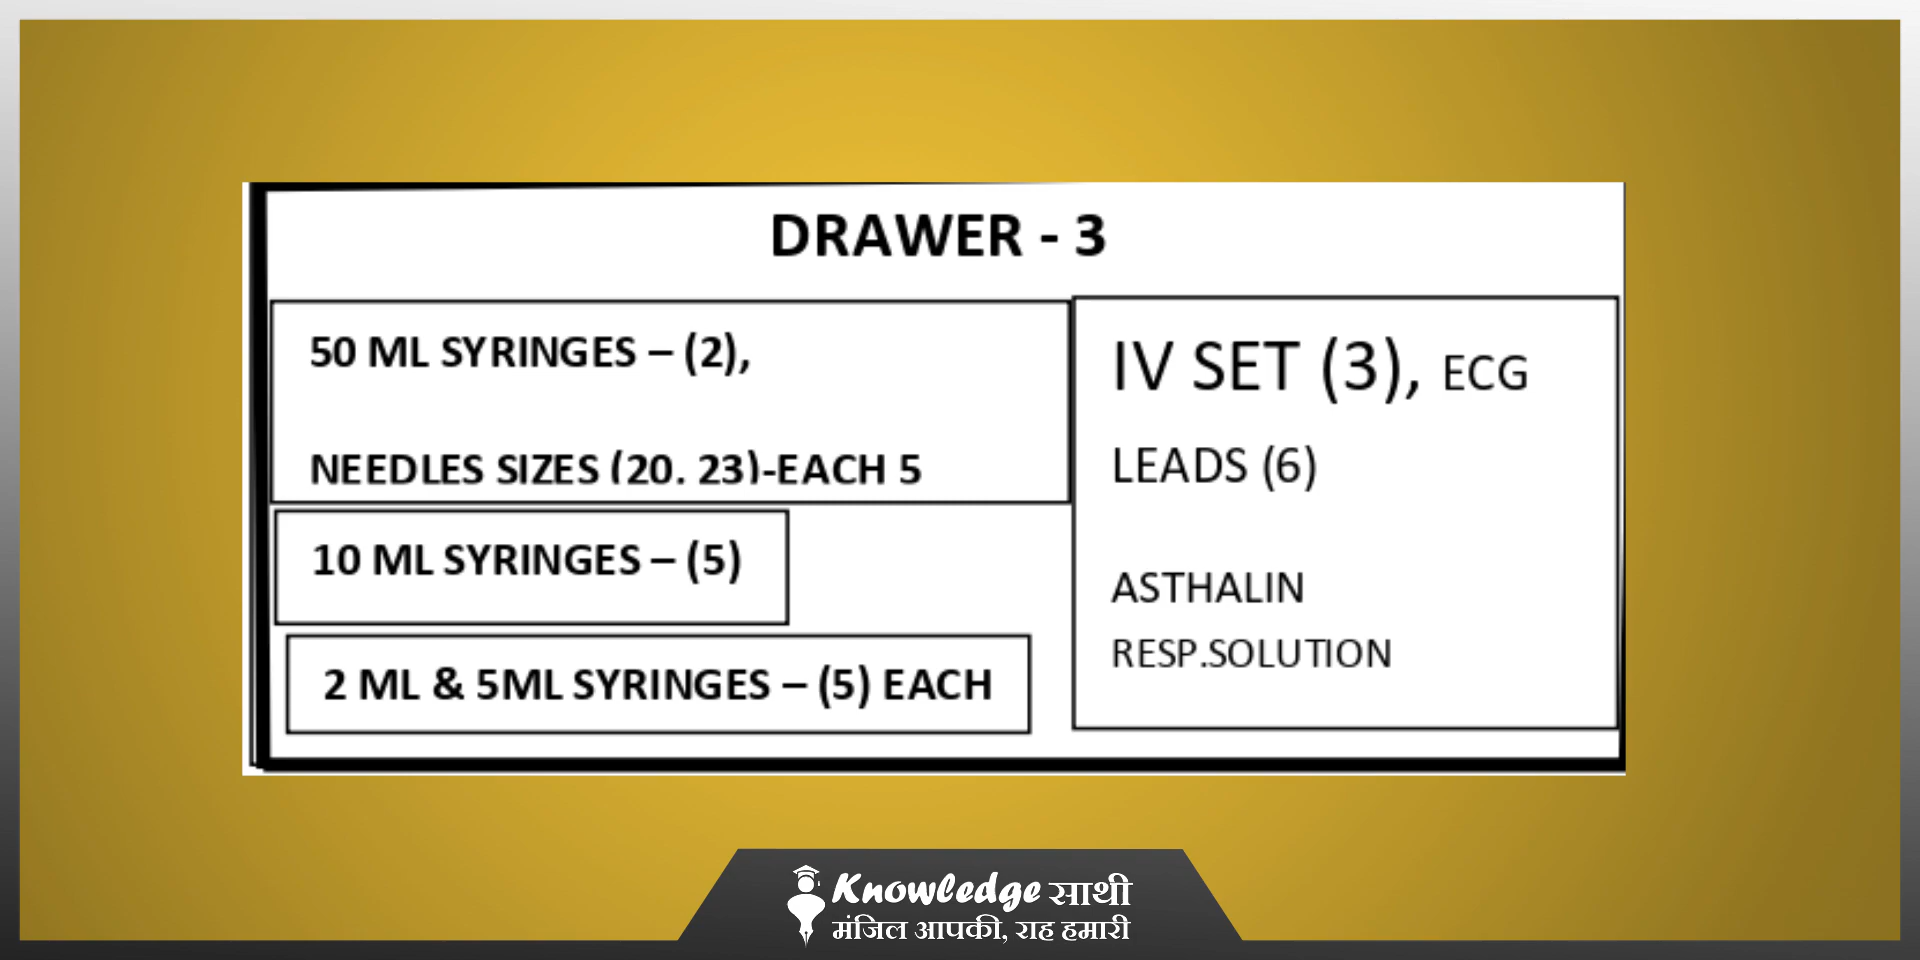 DRAWER - 3
50 ML SYRINGES – (2),
NEEDLES SIZES (20. 23)-EACH 5
10 ML SYRINGES – (5)
2 ML & 5ML SYRINGES – (5) EACH
IV SET (3), ECG
LEADS (6)
ASTHALIN
RESP.SOLUTION
Knowledge साथी
मंजिल आपकी, राह हमारी